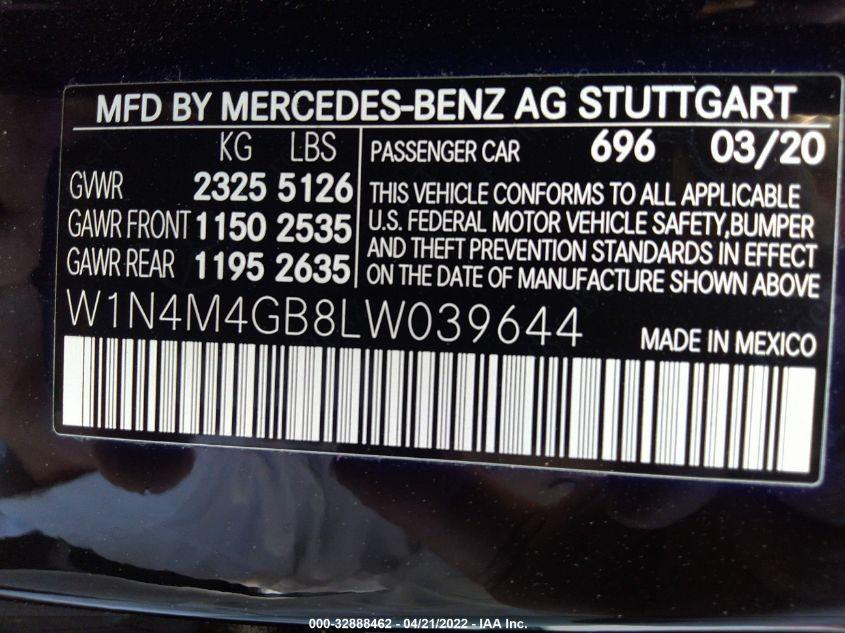 MFD BY MERCEDES-BENZ AG STUTTGART
KG LBS
GVWR 2325 5126
GAWR FRONT 1150 2535
GAWR REAR 1195 2635
PASSENGER CAR 696 03/20
THIS VEHICLE CONFORMS TO ALL APPLICABLE
U.S. FEDERAL MOTOR VEHICLE SAFETY,BUMPER
AND THEFT PREVENTION STANDARDS IN EFFECT
ON THE DATE OF MANUFACTURE SHOWN ABOVE
W1N4M4GB8LW039644 MADE IN MEXICO
000-32888462 - 04/21/2022 - IAA Inc.